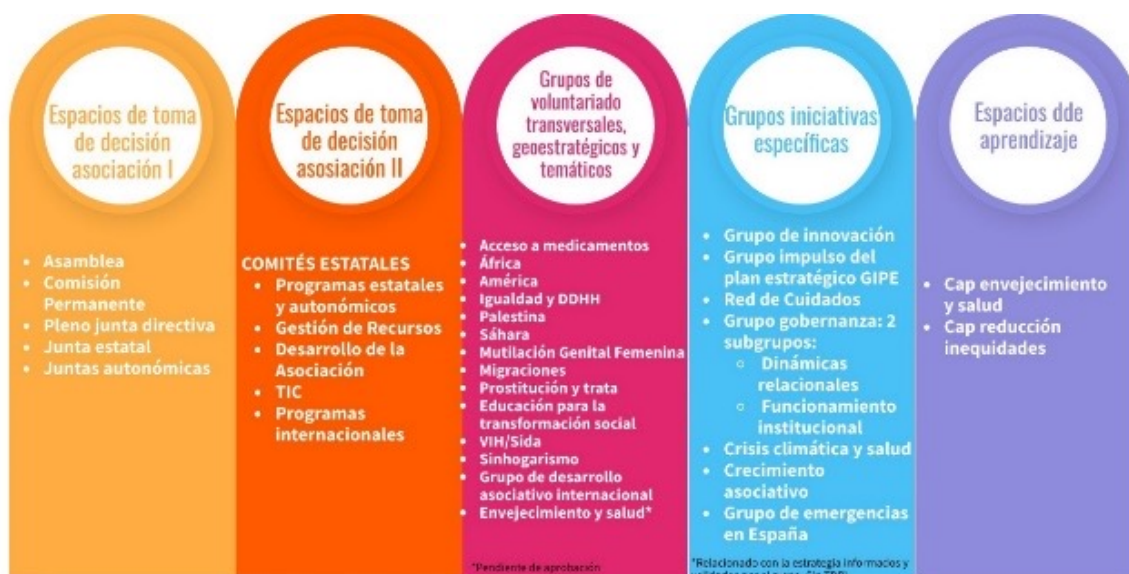 Espacios de toma
de decisión
asociación I
Asamblea
Comisión
Permanente
Pleno junta directiva
Junta estatal
Juntas autonómicas
Espacios de toma
de decisión
asosiación II
COMITÉS ESTATALES
Programas estatales
y autonómicos
Gestión de Recursos
Desarrollo de la
Asociación
TIC
Programas
internacionales
Grupos de
voluntariado
transversales,
geoestratégicos y
temáticos
Acceso a medicamentos
África
América
Igualdad y DDHH
Palestina
Sáhara
Mutilación Genital Femenina
Migraciones
Prostitución y trata
Educación para la
transformación social
VIH/Sida
Sinhogarismo
Grupo de desarrollo
asociativo internacional
Envejecimiento y salud*
*Pendiente de aprobación
Grupos iniciativas
específicas
Grupo de innovación
Grupo impulso del
plan estratégico GIPE
Red de Cuidados
Grupo gobernanza: 2
subgrupos:
Dinámicas
relacionales
Funcionamiento
institucional
Crisis climática y salud
Crecimiento
asociativo
Grupo de emergencias
en España
*Relacionado con la estrategia informados y
Espacios dde
aprendizaje
Cap envejecimiento
y salud
Cap reducción
inequidades